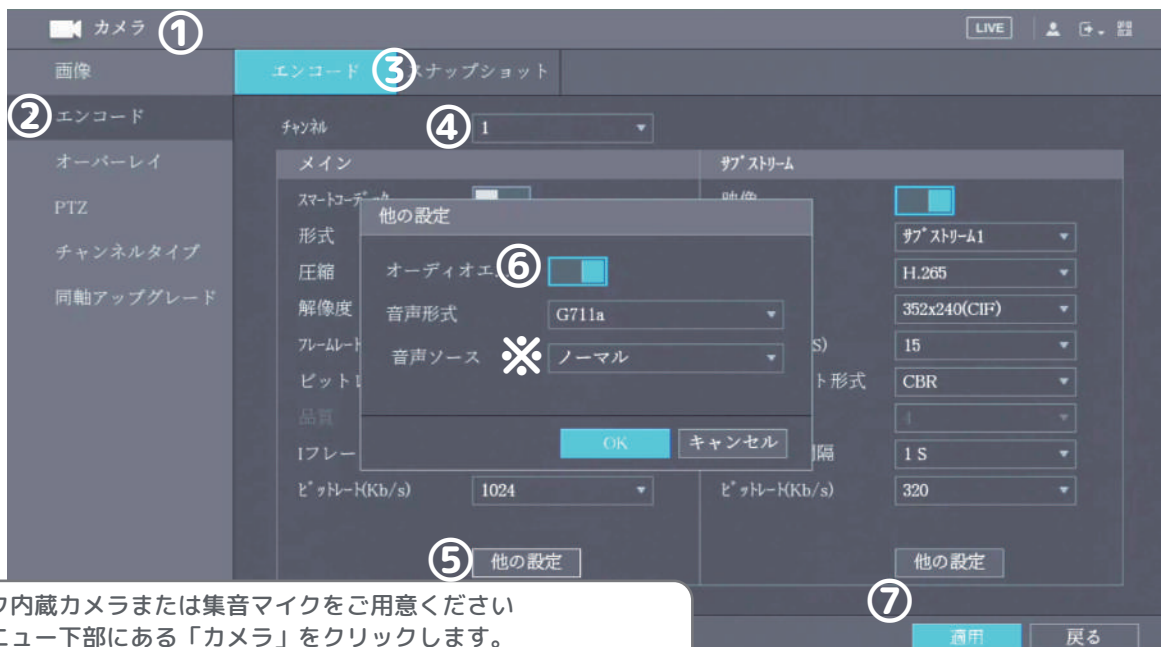 カメラ ① LIVE
画像
エンコード ③ スナップショット
② エンコード
チャンネル ④ 1
オーバーレイ
メイン サブストリーム
PTZ
スマートコーデック 映像
他の設定
形式 サブストリーム1
チャンネルタイプ
圧縮 オーディオエ ⑥ H.265
同軸アップグレード
解像度 音声形式 G711a 352x240(CIF)
フレームレート S) 15
音声ソース ※ ノーマル
ビットレ ト形式 CBR
品質 4
OK キャンセル
Iフレー 間隔 1 S
ビットレート(Kb/s) 1024 ビットレート(Kb/s) 320
⑤ 他の設定 他の設定
ク内蔵カメラまたは集音マイクをご用意ください ⑦
ニュー下部にある「カメラ」をクリックします。
適用 戻る